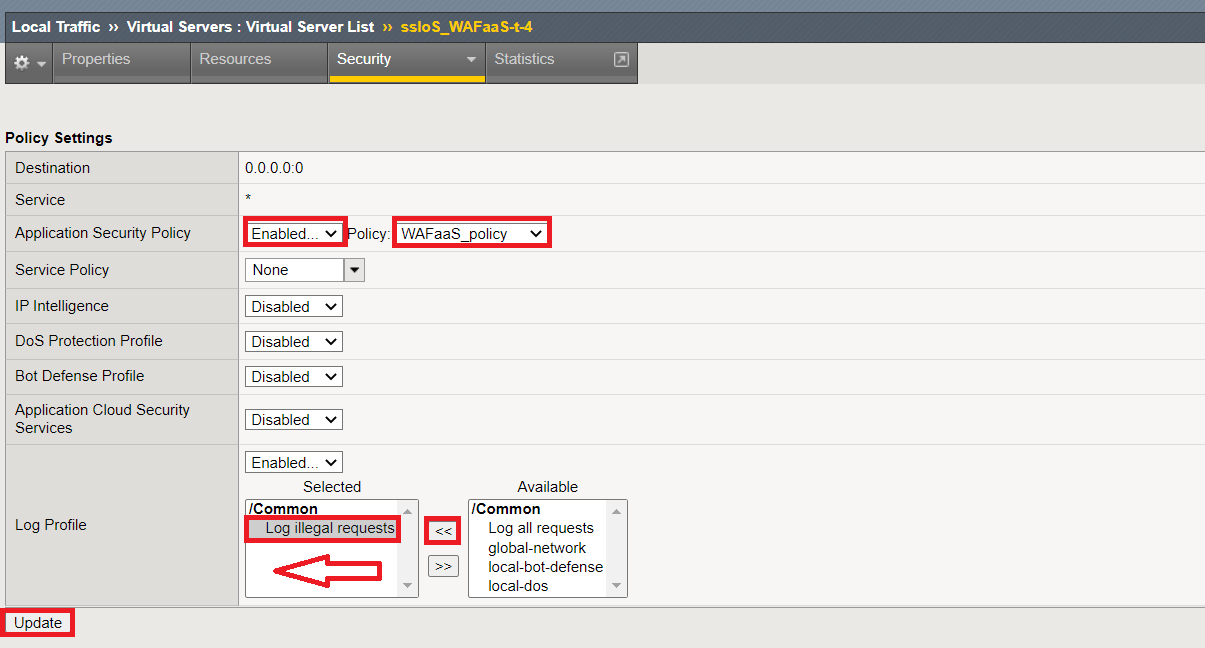 Local Traffic ›› Virtual Servers : Virtual Server List ›› ssloS_WAFaaS-t-4
Properties Resources Security Statistics
Policy Settings
Destination 0.0.0.0:0
Service *
Application Security Policy Enabled... Policy: WAFaaS_policy
Service Policy None
IP Intelligence Disabled
DoS Protection Profile Disabled
Bot Defense Profile Disabled
Application Cloud Security
Services Disabled
Log Profile Enabled...
Selected Available
/Common /Common
Log illegal requests << Log all requests
global-network
>> local-bot-defense
local-dos
Update